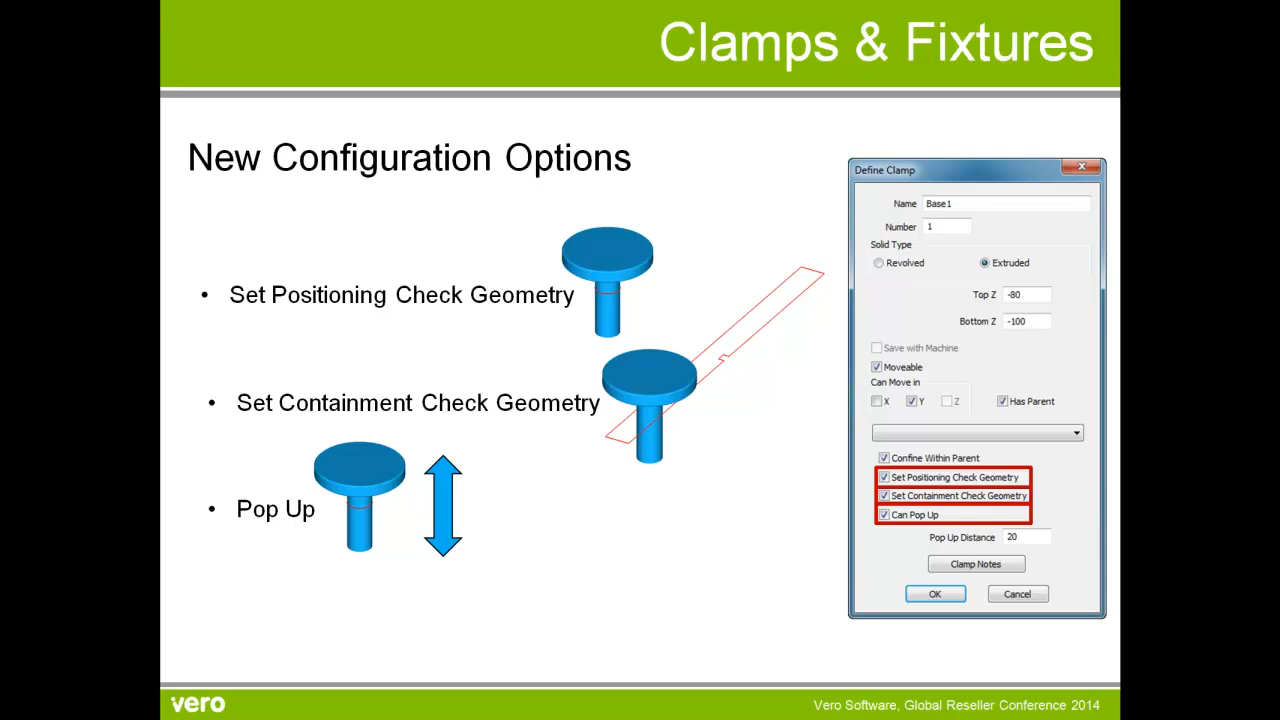 Clamps & Fixtures
New Configuration Options
• Set Positioning Check Geometry
• Set Containment Check Geometry
• Pop Up
Define Clamp
Name Base1
Number 1
Solid Type
Revolved Extruded
Top Z -80
Bottom Z -100
Save with Machine
Moveable
Can Move in
X Y Z Has Parent
Confine Within Parent
Set Positioning Check Geometry
Set Containment Check Geometry
Can Pop Up
Pop Up Distance 20
Clamp Notes
OK Cancel
vero
Vero Software, Global Reseller Conference 2014